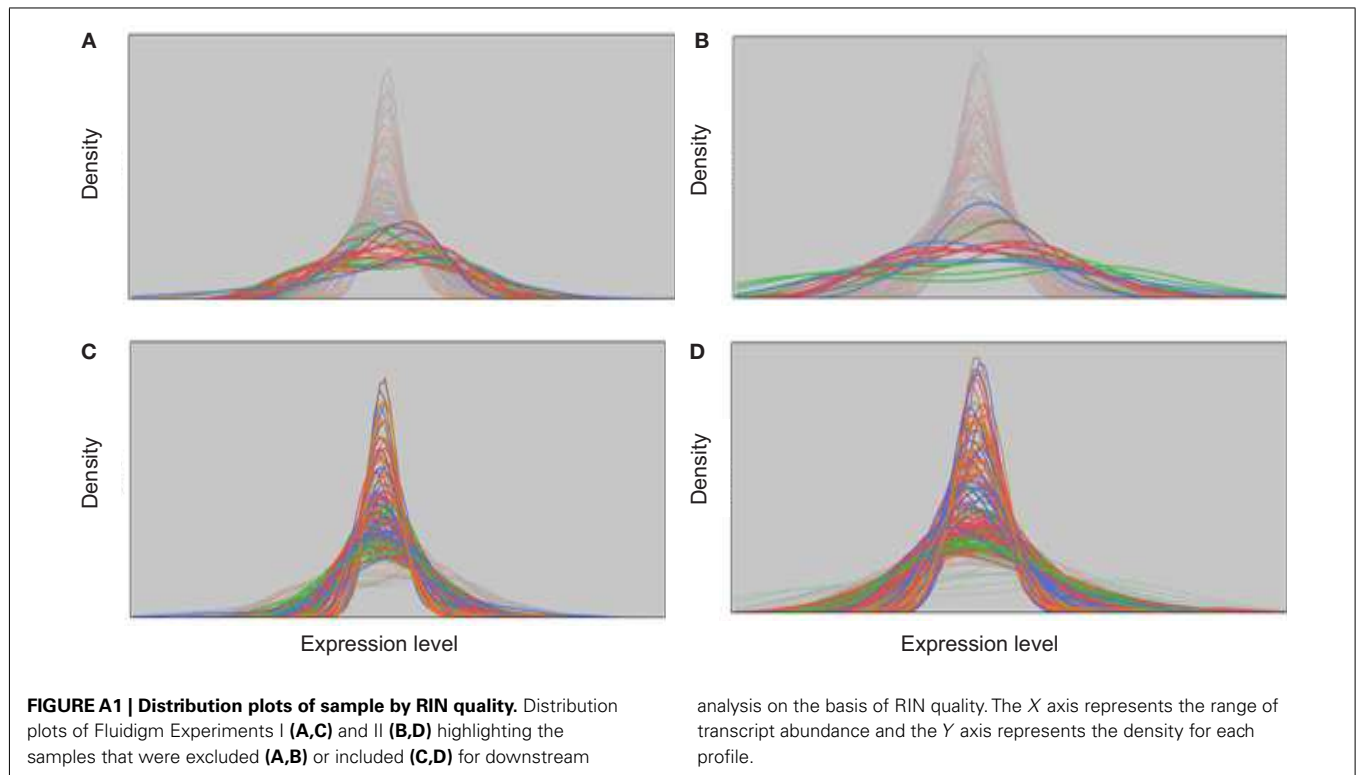 A
Density
B
Density
C
Density
Expression level
D
Density
Expression level
FIGURE A1 | Distribution plots of sample by RIN quality. Distribution
plots of Fluidigm Experiments I (A,C) and II (B,D) highlighting the
samples that were excluded (A,B) or included (C,D) for downstream
analysis on the basis of RIN quality. The X axis represents the range of
transcript abundance and the Y axis represents the density for each
profile.